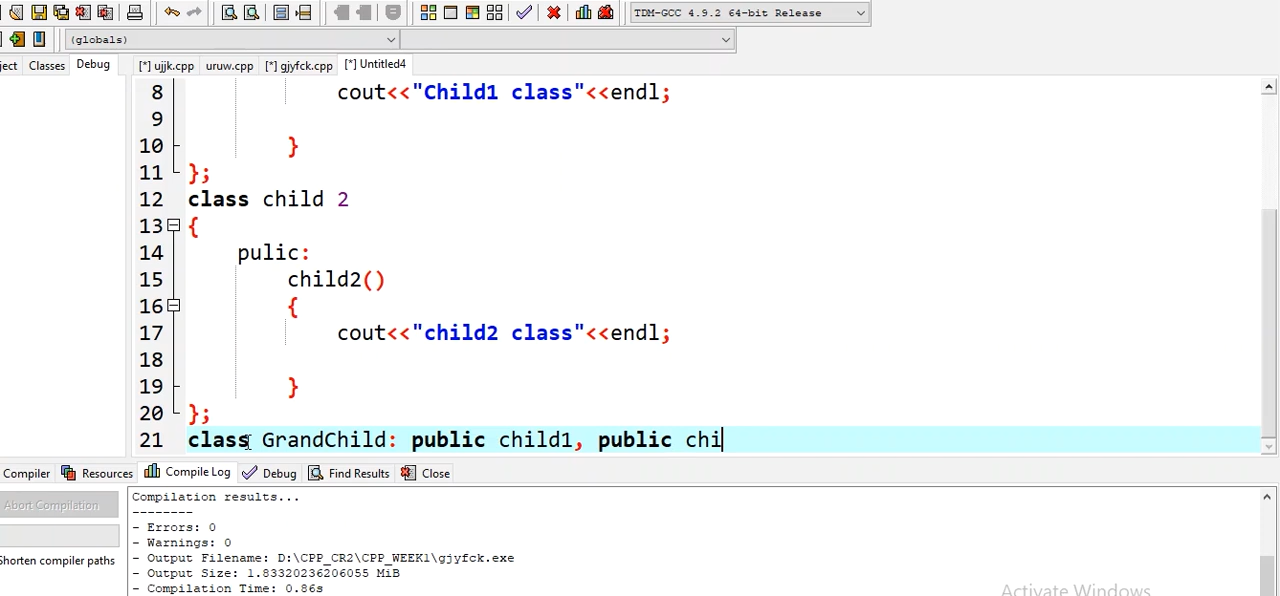 TDM-GCC 4.9.2 64-bit Release
(globals)
ject Classes Debug [*] ujjk.cpp uruw.cpp [*] gjyfck.cpp [*] Untitled4
8 cout<<"Child1 class"<<endl;
9
10 }
11 };
12 class child 2
13 {
14 pulic:
15 child2()
16 {
17 cout<<"child2 class"<<endl;
18
19 }
20 };
21 class GrandChild: public child1, public chi
Compiler Resources Compile Log Debug Find Results Close
Abort Compilation
Shorten compiler paths
Compilation results...
--------
- Errors: 0
- Warnings: 0
- Output Filename: D:\CPP_CR2\CPP_WEEK1\gjyfck.exe
- Output Size: 1.83320236206055 MiB
- Compilation Time: 0.86s
Activate Windows